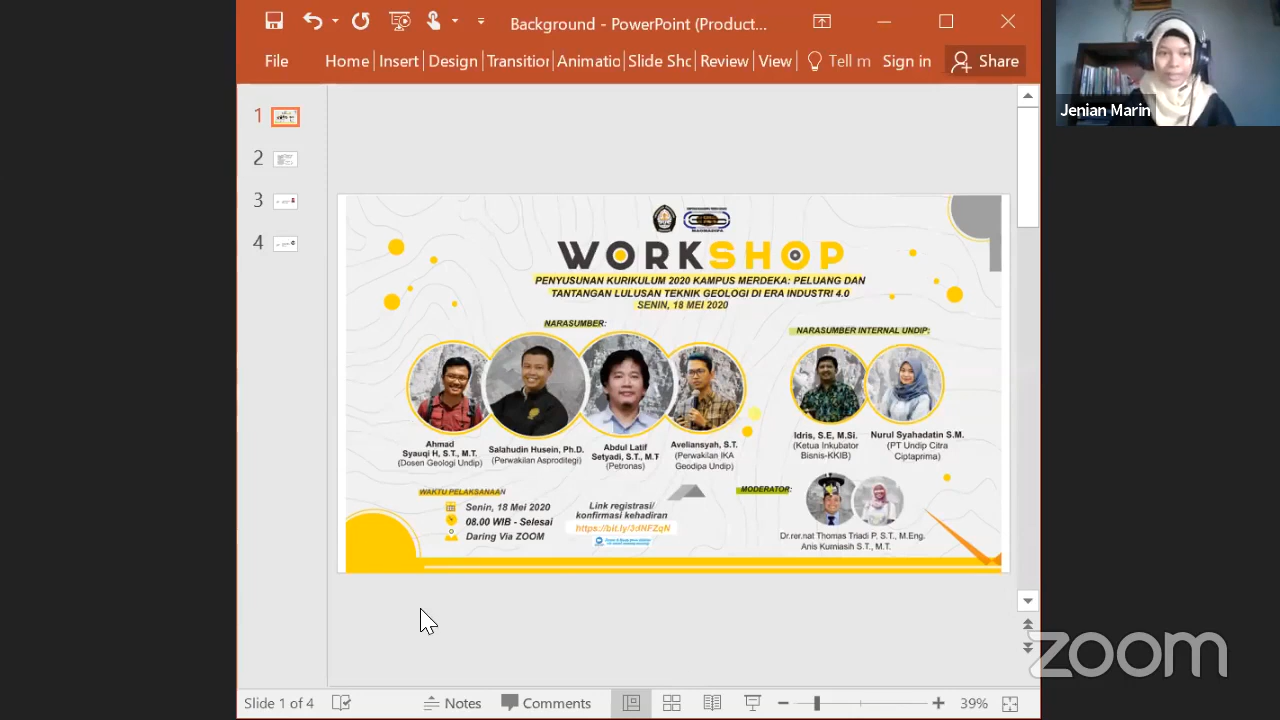 Background - PowerPoint (Product...
File Home Insert Design Transition Animatio Slide Sho Review View Tell m Sign in Share
Jenian Marin
1
2
3
4
WORKSHOP
PENYUSUNAN KURIKULUM 2020 KAMPUS MERDEKA: PELUANG DAN
TANTANGAN LULUSAN TEKNIK GEOLOGI DI ERA INDUSTRI 4.0
SENIN, 18 MEI 2020
NARASUMBER:
NARASUMBER INTERNAL UNDIP:
Ahmad
Syauqi H, S.T., M.T.
(Dosen Geologi Undip)
Salahudin Husein, Ph.D.
(Perwakilan Asproditegi)
Abdul Latif
Setyadi, S.T., M.T
(Petronas)
Aveliansyah, S.T.
(Perwakilan IKA
Geodipa Undip)
Idris, S.E, M.Si.
(Ketua Inkubator
Bisnis-KKIB)
Nurul Syahadatin S.M.
(PT Undip Citra
Ciptaprima)
WAKTU PELAKSANAAN
Senin, 18 Mei 2020
08.00 WIB - Selesai
Daring Via ZOOM
Link registrasi/
konfirmasi kehadiran
https://bit.ly/3dNFZqN
MODERATOR:
Dr.rer.nat Thomas Triadi P, S.T., M.Eng.
Anis Kurniasih S.T., M.T.
Slide 1 of 4 Notes Comments 39%
zoom